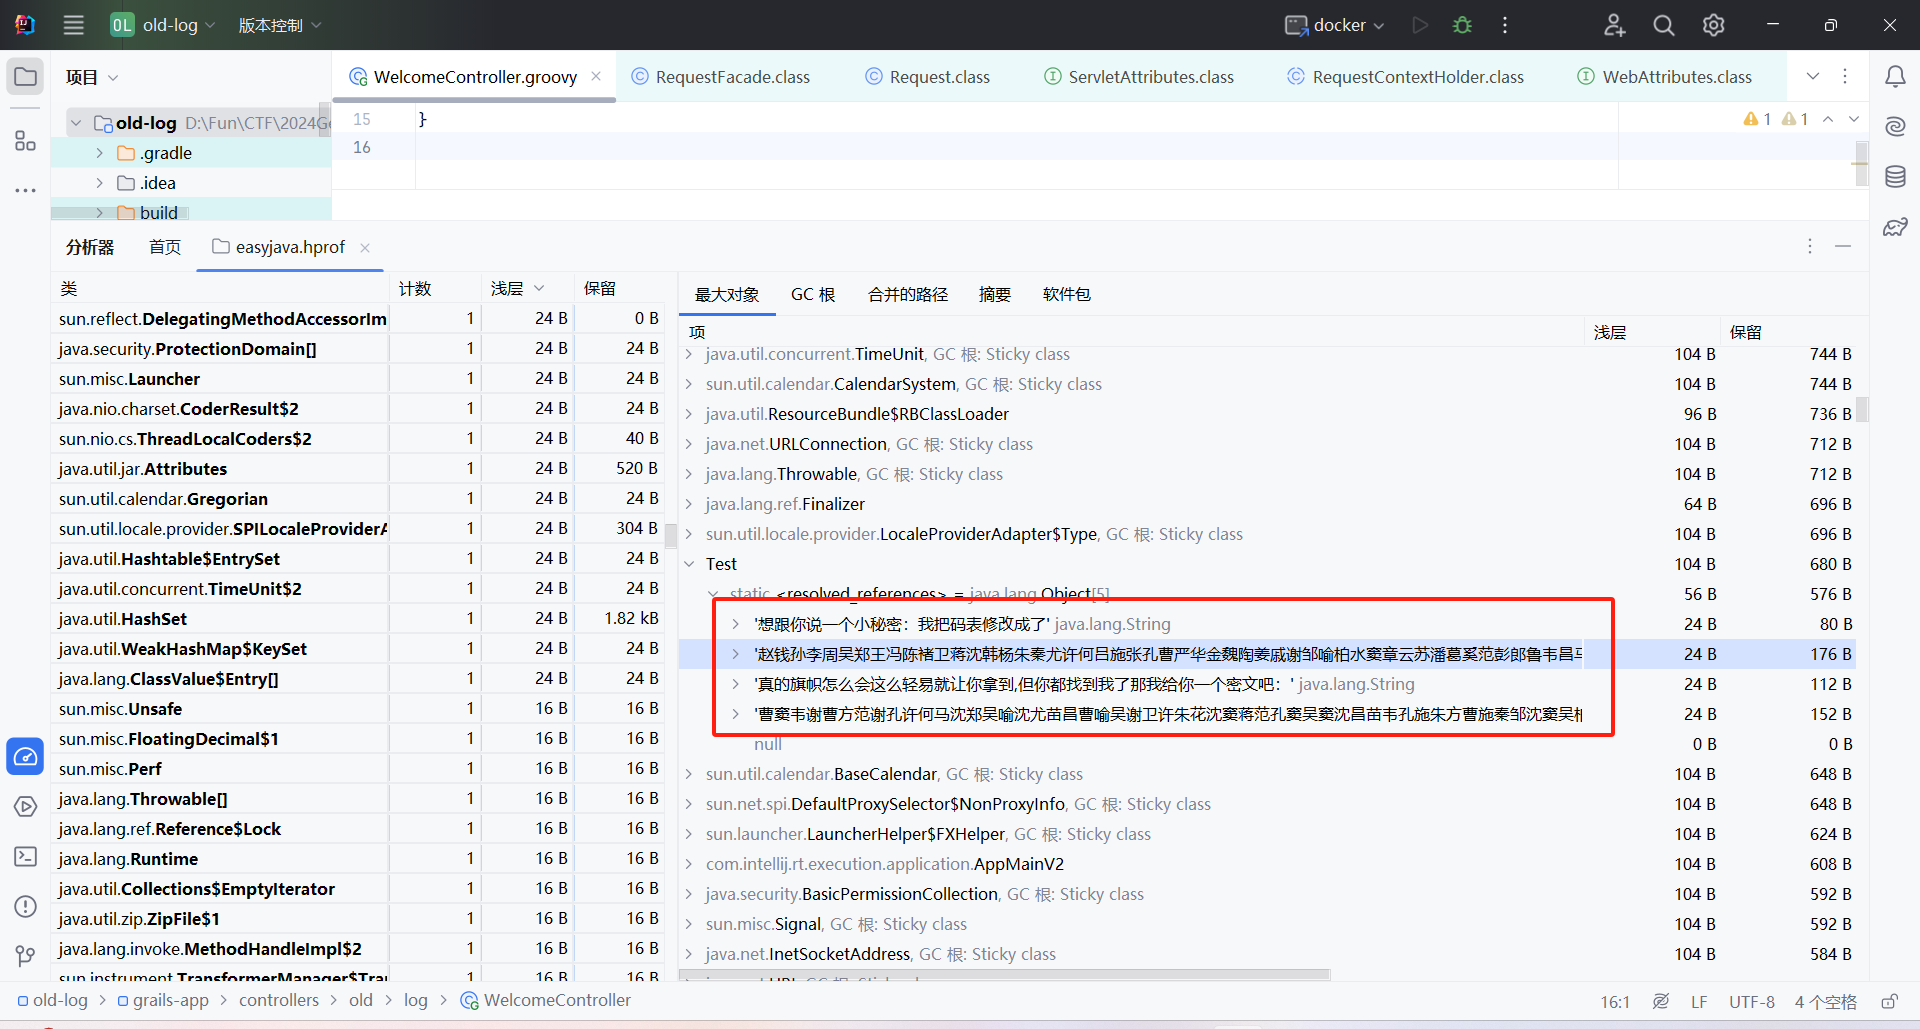 OL old-log 版本控制 docker
项目 WelcomeController.groovy RequestFacade.class Request.class ServletAttributes.class RequestContextHolder.class WebAttributes.class
old-log D:\Fun\CTF\2024Ge 15 } 1 1
.gradle 16
.idea
build
分析器 首页 easyjava.hprof
类 计数 浅层 保留
sun.reflect.DelegatingMethodAccessorIm 1 24 B 0 B
java.security.ProtectionDomain[] 1 24 B 24 B
sun.misc.Launcher 1 24 B 24 B
java.nio.charset.CoderResult$2 1 24 B 24 B
sun.nio.cs.ThreadLocalCoders$2 1 24 B 40 B
java.util.jar.Attributes 1 24 B 520 B
sun.util.calendar.Gregorian 1 24 B 24 B
sun.util.locale.provider.SPILocaleProviderA 1 24 B 304 B
java.util.Hashtable$EntrySet 1 24 B 24 B
java.util.concurrent.TimeUnit$2 1 24 B 24 B
java.util.HashSet 1 24 B 1.82 kB
java.util.WeakHashMap$KeySet 1 24 B 24 B
java.lang.ClassValue$Entry[] 1 24 B 24 B
sun.misc.Unsafe 1 16 B 16 B
sun.misc.FloatingDecimal$1 1 16 B 16 B
sun.misc.Perf 1 16 B 16 B
java.lang.Throwable[] 1 16 B 16 B
java.lang.ref.Reference$Lock 1 16 B 16 B
java.lang.Runtime 1 16 B 16 B
java.util.Collections$EmptyIterator 1 16 B 16 B
java.util.zip.ZipFile$1 1 16 B 16 B
java.lang.invoke.MethodHandleImpl$2 1 16 B 16 B
sun.instrument.TransformerManager$Tra 1 16 B 16 B
最大对象 GC 根 合并的路径 摘要 软件包
项 浅层 保留
java.util.concurrent.TimeUnit, GC 根: Sticky class 104 B 744 B
sun.util.calendar.CalendarSystem, GC 根: Sticky class 104 B 744 B
java.util.ResourceBundle$RBClassLoader 96 B 736 B
java.net.URLConnection, GC 根: Sticky class 104 B 712 B
java.lang.Throwable, GC 根: Sticky class 104 B 712 B
java.lang.ref.Finalizer 64 B 696 B
sun.util.locale.provider.LocaleProviderAdapter$Type, GC 根: Sticky class 104 B 696 B
Test 104 B 680 B
static <resolved_references> = java.lang.Object[5] 56 B 576 B
'想跟你说一个小秘密：我把码表修改成了' java.lang.String 24 B 80 B
'赵钱孙李周吴郑王冯陈褚卫蒋沈韩杨朱秦尤许何吕施张孔曹严华金魏陶姜戚谢邹喻柏水窦章云苏潘葛奚范彭郎鲁韦昌马 24 B 176 B
'真的旗帜怎么会这么轻易就让你拿到,但你都找到我了那我给你一个密文吧：' java.lang.String 24 B 112 B
'曹窦韦谢曹方范谢孔许何马沈郑吴喻沈尤苗昌曹喻吴谢卫许朱花沈窦蒋范孔窦吴窦沈昌苗韦孔施朱方曹施秦邹沈窦吴柏 24 B 152 B
null 0 B 0 B
sun.util.calendar.BaseCalendar, GC 根: Sticky class 104 B 648 B
sun.net.spi.DefaultProxySelector$NonProxyInfo, GC 根: Sticky class 104 B 648 B
sun.launcher.LauncherHelper$FXHelper, GC 根: Sticky class 104 B 624 B
com.intellij.rt.execution.application.AppMainV2 104 B 608 B
java.security.BasicPermissionCollection, GC 根: Sticky class 104 B 592 B
sun.misc.Signal, GC 根: Sticky class 104 B 592 B
java.net.InetSocketAddress, GC 根: Sticky class 104 B 584 B
old-log > grails-app > controllers > old > log > WelcomeController 16:1 LF UTF-8 4 个空格